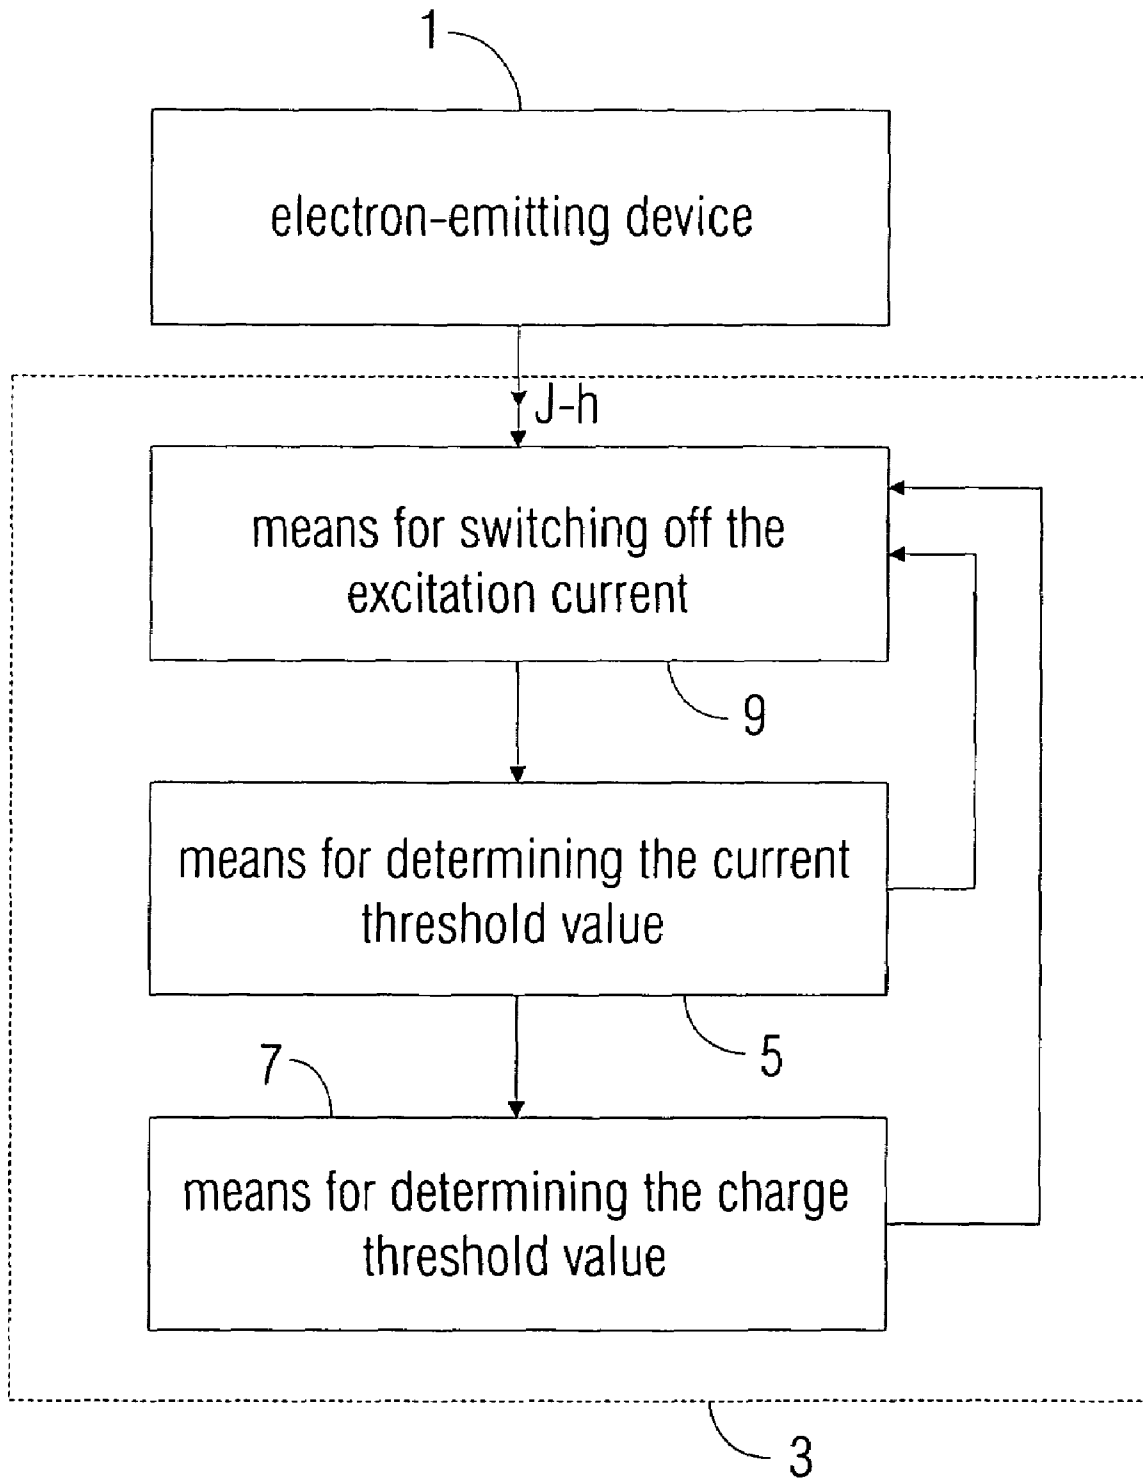 1
electron-emitting device
J-h
means for switching off the
excitation current
9
means for determining the current
threshold value
5
7
means for determining the charge
threshold value
3